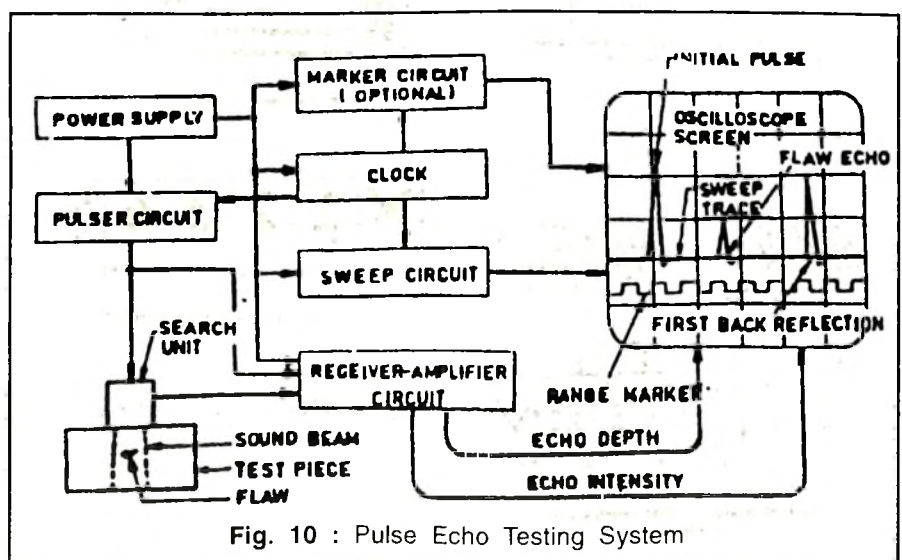 INITIAL PULSE
MARKER CIRCUIT
(OPTIONAL)
POWER SUPPLY
OSCILLOSCOPE
SCREEN
FLAW ECHO
CLOCK
PULSER CIRCUIT
SWEEP
TRACE
SWEEP CIRCUIT
SEARCH
UNIT
FIRST BACK REFLECTION
RECEIVER-AMPLIFIER
CIRCUIT
RANGE MARKER
SOUND BEAM
ECHO DEPTH
TEST PIECE
FLAW
ECHO INTENSITY
Fig. 10 : Pulse Echo Testing System